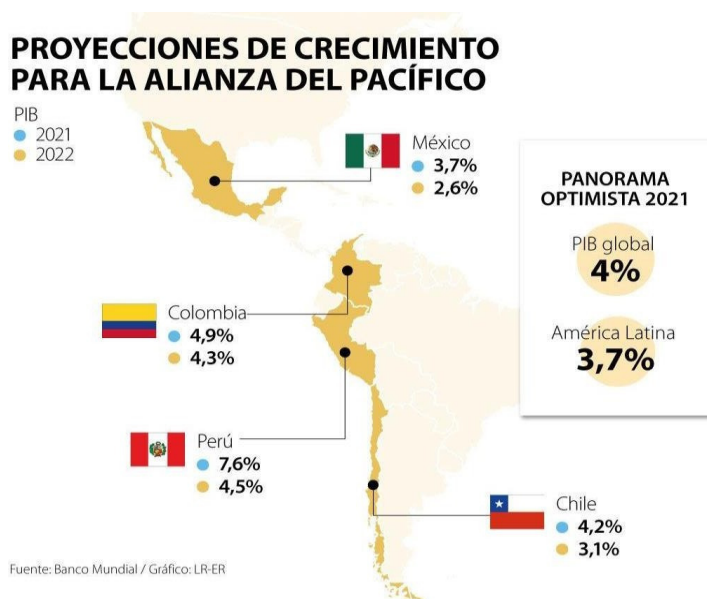 PROYECCIONES DE CRECIMIENTO
PARA LA ALIANZA DEL PACÍFICO
PIB
2021
2022
México
3,7%
2,6%
PANORAMA
OPTIMISTA 2021
PIB global
4%
América Latina
3,7%
Colombia
4,9%
4,3%
Perú
7,6%
4,5%
Chile
4,2%
3,1%
Fuente: Banco Mundial / Gráfico: LR-ER